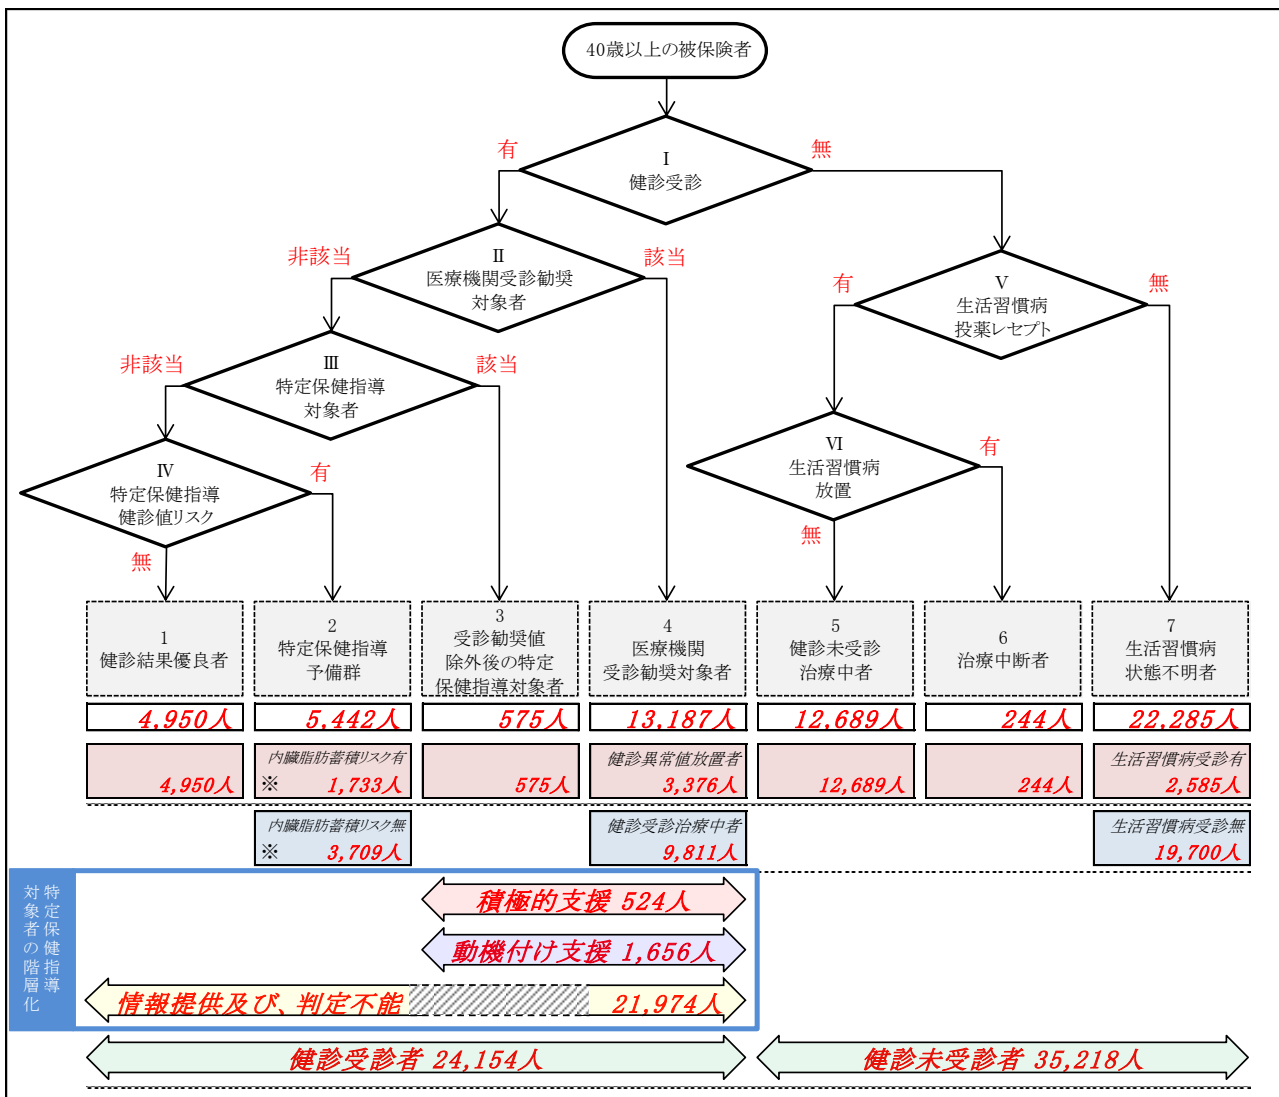 40歳以上の被保険者
Ⅰ
健診受診
有
無
Ⅱ
医療機関受診勧奨
対象者
非該当
該当
Ⅴ
生活習慣病
投薬レセプト
有
無
Ⅲ
特定保健指導
対象者
非該当
該当
Ⅳ
特定保健指導
健診値リスク
有
無
Ⅵ
生活習慣病
放置
有
無
1
健診結果優良者
2
特定保健指導
予備群
3
受診勧奨値
除外後の特定
保健指導対象者
4
医療機関
受診勧奨対象者
5
健診未受診
治療中者
6
治療中断者
7
生活習慣病
状態不明者
4,950人
5,442人
575人
13,187人
12,689人
244人
22,285人
4,950人
内臓脂肪蓄積リスク有
※ 1,733人
575人
健診異常値放置者
3,376人
12,689人
244人
生活習慣病受診有
2,585人
内臓脂肪蓄積リスク無
※ 3,709人
健診受診治療中者
9,811人
生活習慣病受診無
19,700人
特定保健指導
対象者の階層化
積極的支援 524人
動機付け支援 1,656人
情報提供及び、判定不能 21,974人
健診受診者 24,154人
健診未受診者 35,218人